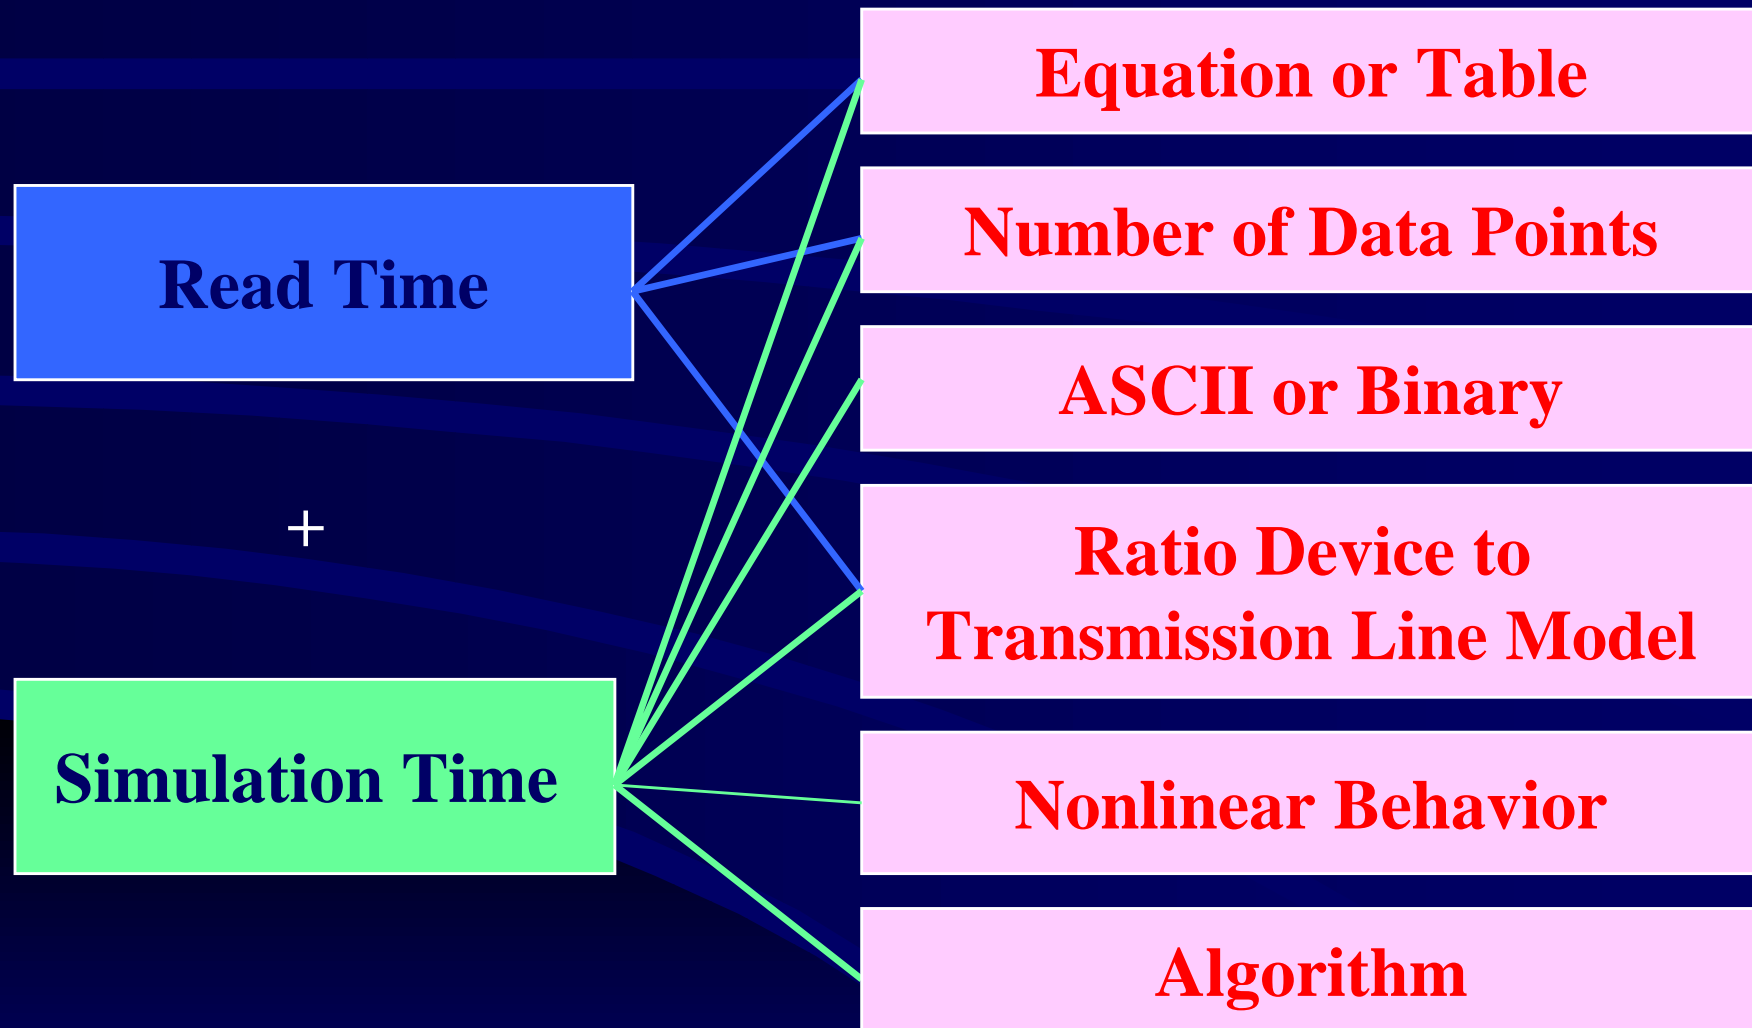 Equation or Table
Number of Data Points
Read Time
ASCII or Binary
+
Ratio Device to
Transmission Line Model
Simulation Time
Nonlinear Behavior
Algorithm